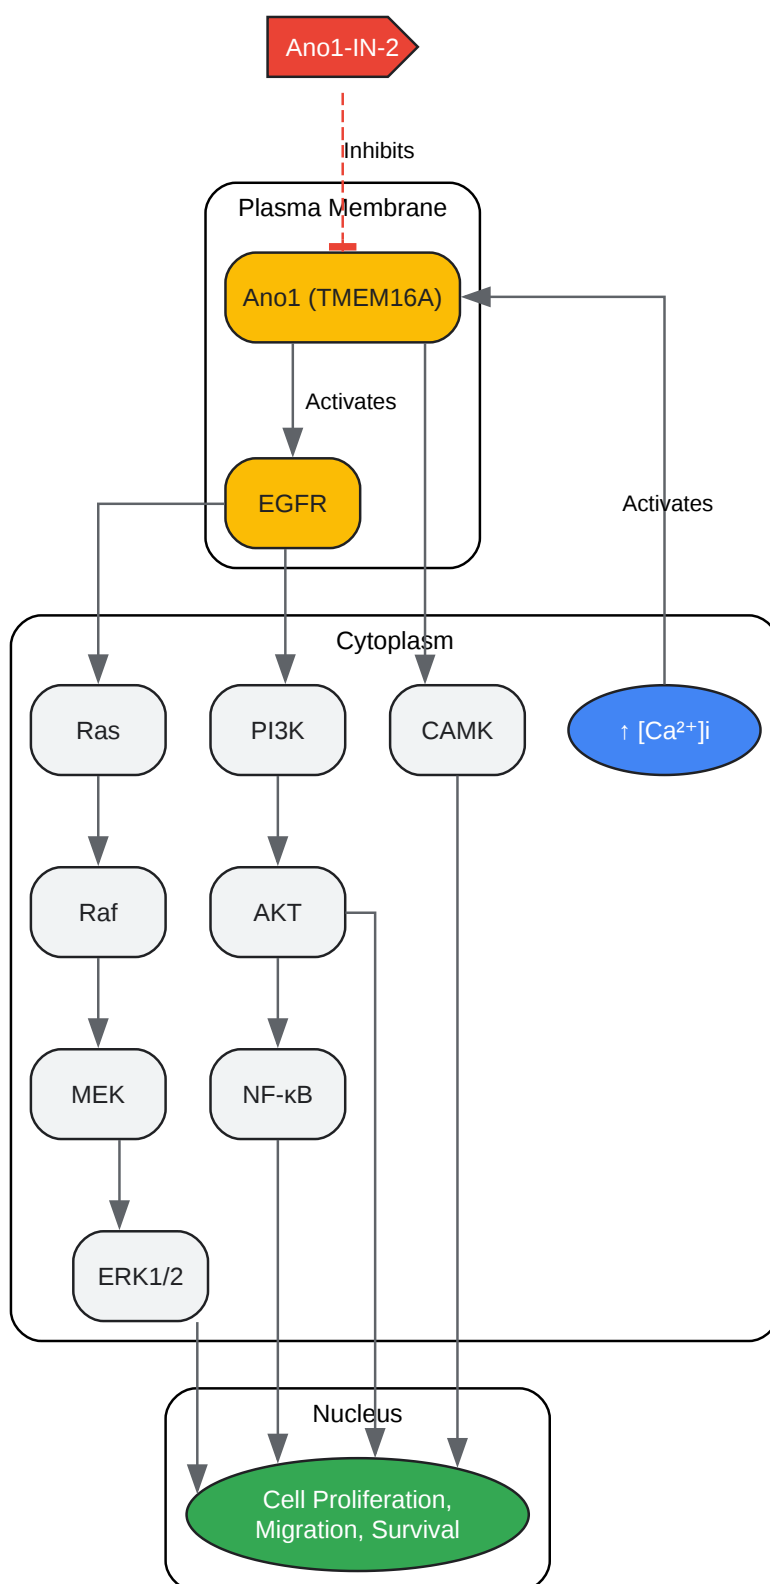 Ano1-IN-2
Inhibits
Plasma Membrane
Ano1 (TMEM16A)
Activates
EGFR
Activates
Cytoplasm
Ras
PI3K
CAMK
↑ [Ca²⁺]i
Raf
AKT
MEK
NF-κB
ERK1/2
Nucleus
Cell Proliferation,
Migration, Survival